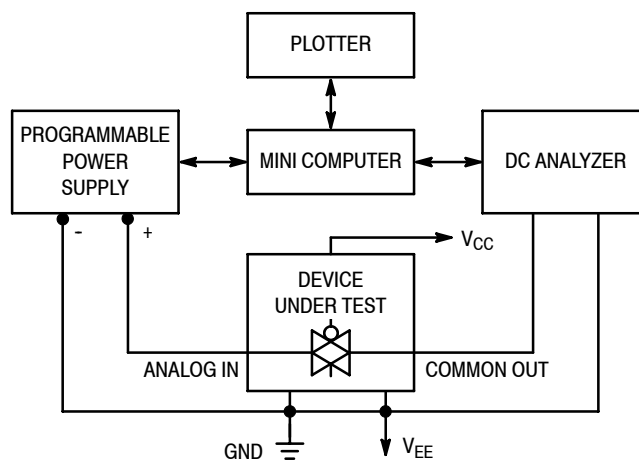 PLOTTER
PROGRAMMABLE
POWER
SUPPLY
MINI COMPUTER
DC ANALYZER
-
+
VCC
DEVICE
UNDER TEST
ANALOG IN
COMMON OUT
GND
VEE